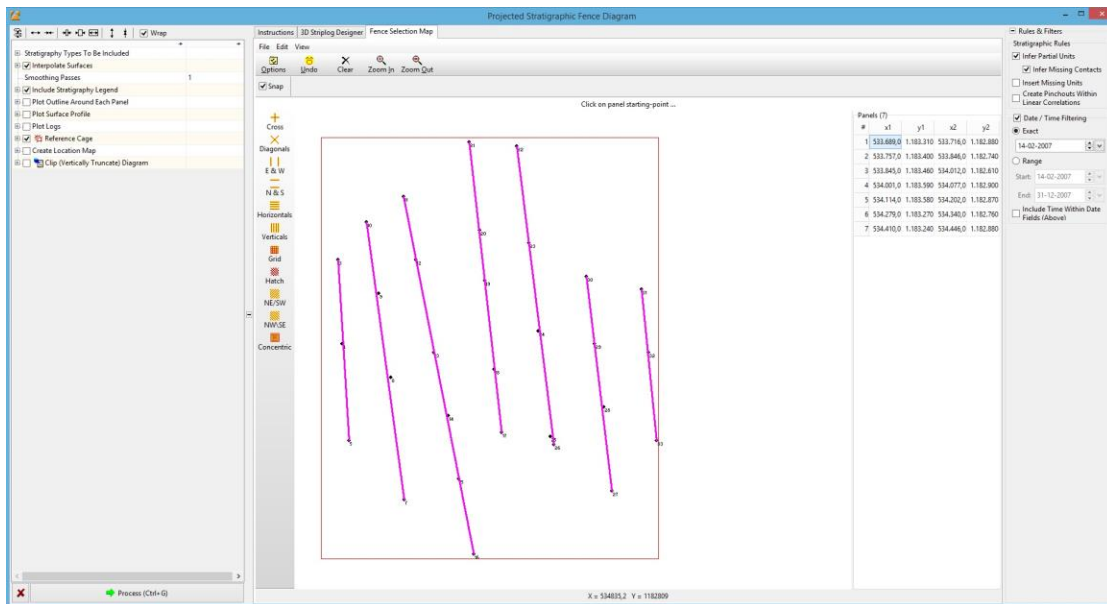 Projected Stratigraphic Fence Diagram
Wrap
Stratigraphy Types To Be Included
Interpolate Surfaces
Smoothing Passes 1
Include Stratigraphy Legend
Plot Outline Around Each Panel
Plot Surface Profile
Plot Logs
Reference Cage
Create Location Map
Clip (Vertically Truncate) Diagram
Process (Ctrl+G)
Instructions 3D Striplog Designer Fence Selection Map
File Edit View
Options Undo Clear Zoom In Zoom Out
Snap
Click on panel starting-point ...
Cross
Diagonals
E & W
N & S
Horizontals
Verticals
Grid
Hatch
NE/SW
NW\SE
Concentric
X = 534835,2 Y = 1182809
Panels (7)
# x1 y1 x2 y2
1 533.689,0 1.183.310 533.716,0 1.182.880
2 533.757,0 1.183.400 533.846,0 1.182.740
3 533.845,0 1.183.460 534.012,0 1.182.610
4 534.001,0 1.183.590 534.077,0 1.182.900
5 534.114,0 1.183.580 534.202,0 1.182.870
6 534.279,0 1.183.270 534.340,0 1.182.760
7 534.410,0 1.183.240 534.446,0 1.182.880
Rules & Filters
Stratigraphic Rules
Infer Partial Units
Infer Missing Contacts
Insert Missing Units
Create Pinchouts Within
Linear Correlations
Date / Time Filtering
Exact
14-02-2007
Range
Start: 14-02-2007
End: 31-12-2007
Include Time Within Date
Fields (Above)